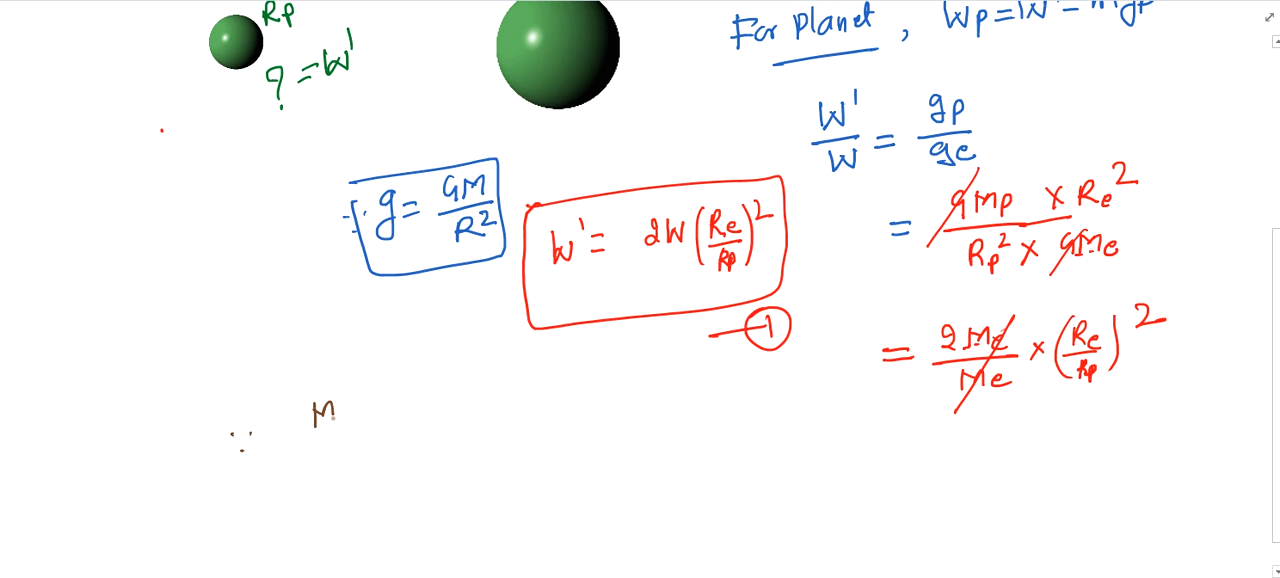 Rp
? = W'
For planet , Wp = W' = mgp
W'/W = gp/ge
g = GM/R²
W' = 2W (Re/Rp)²
= GMp × Re² / Rp² × GMe
1
= 2Me/Me × (Re/Rp)²
∵ M